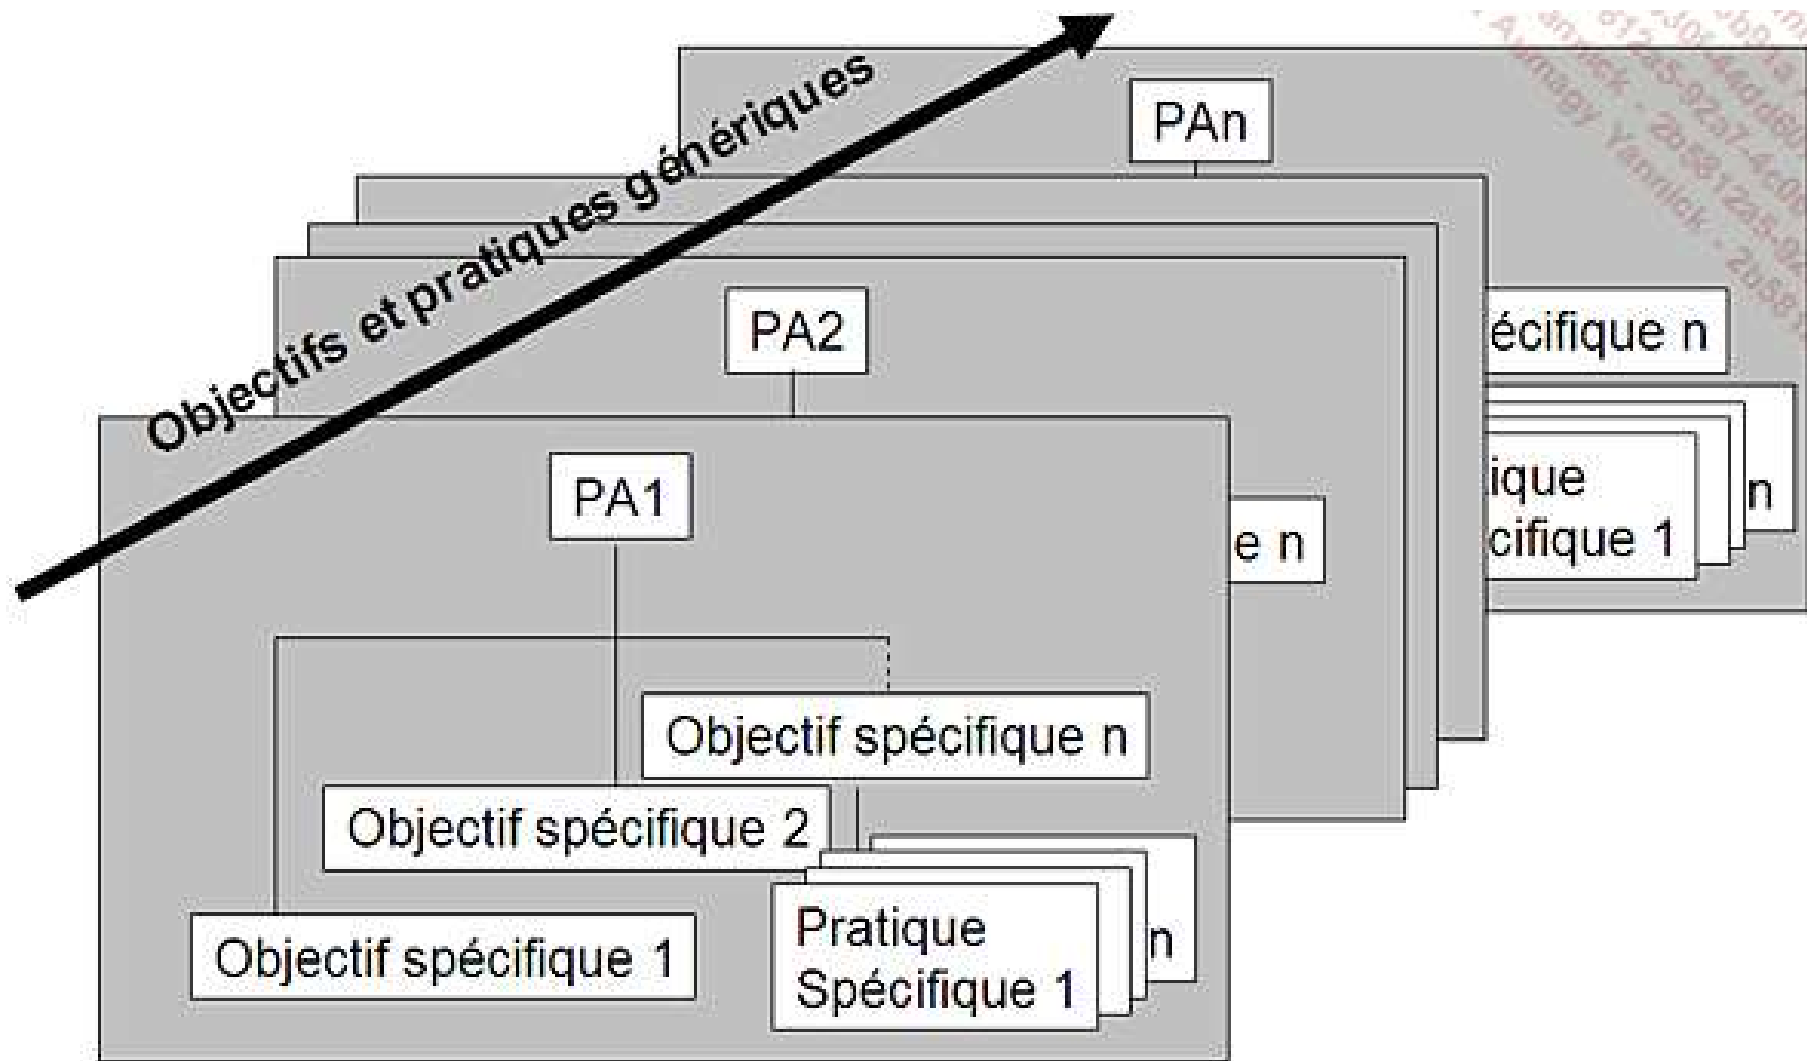 Objectifs et pratiques génériques
PAn
PA2
écifique n
PA1
ique
n
cifique 1
e n
Objectif spécifique n
Objectif spécifique 2
Objectif spécifique 1
Pratique
n
Spécifique 1
Yannick